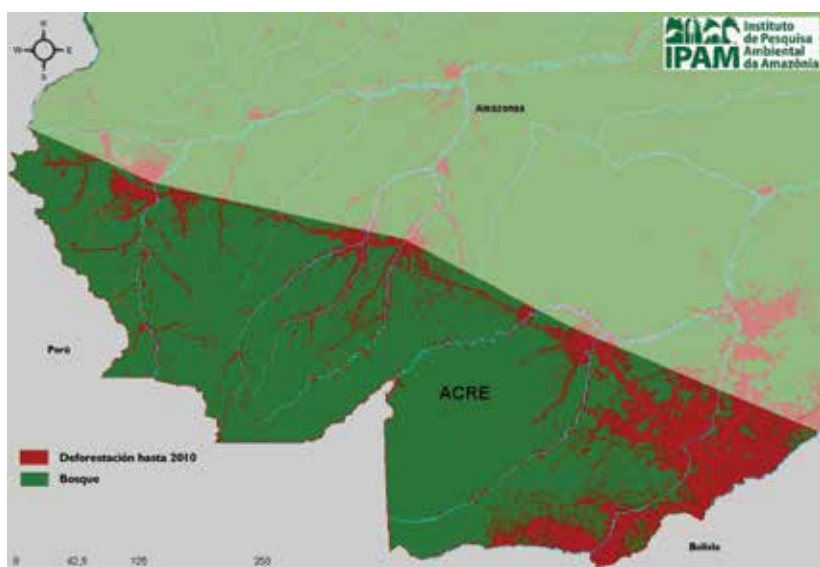 N
W E
S
IPAM
Instituto
de Pesquisa
Ambiental
da Amazônia
Amazonas
Perú
ACRE
Deforestación hasta 2010
Bosque
Bolivia
0 62,5 125 250